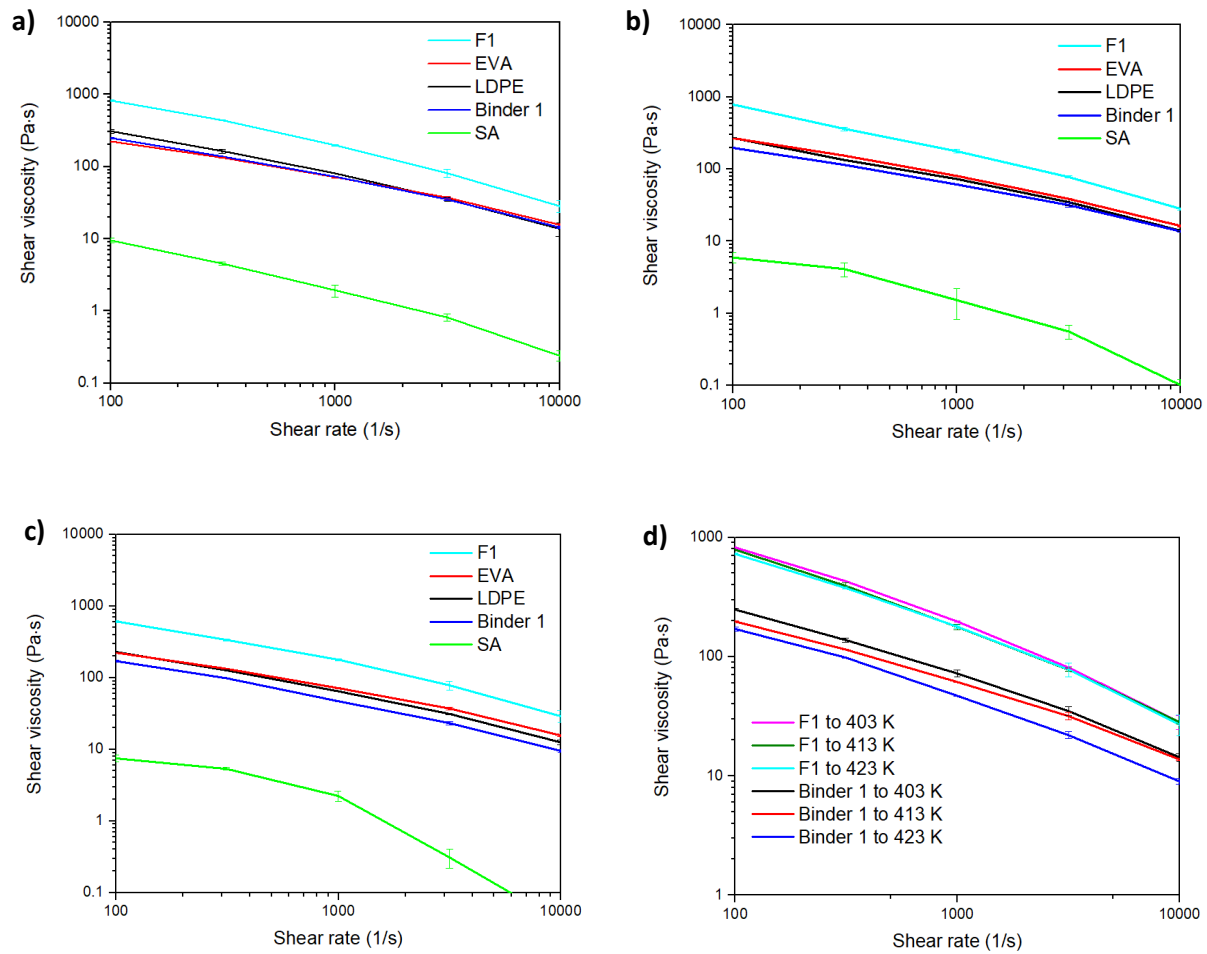 a)
10000
1000
100
10
1
0.1
Shear viscosity (Pa·s)
F1
EVA
LDPE
Binder 1
SA
100
1000
10000
Shear rate (1/s)
b)
10000
1000
100
10
1
0.1
Shear viscosity (Pa·s)
F1
EVA
LDPE
Binder 1
SA
100
1000
10000
Shear rate (1/s)
c)
10000
1000
100
10
1
0.1
Shear viscosity (Pa·s)
F1
EVA
LDPE
Binder 1
SA
100
1000
10000
Shear rate (1/s)
d)
1000
100
10
1
Shear viscosity (Pa·s)
F1 to 403 K
F1 to 413 K
F1 to 423 K
Binder 1 to 403 K
Binder 1 to 413 K
Binder 1 to 423 K
100
1000
10000
Shear rate (1/s)